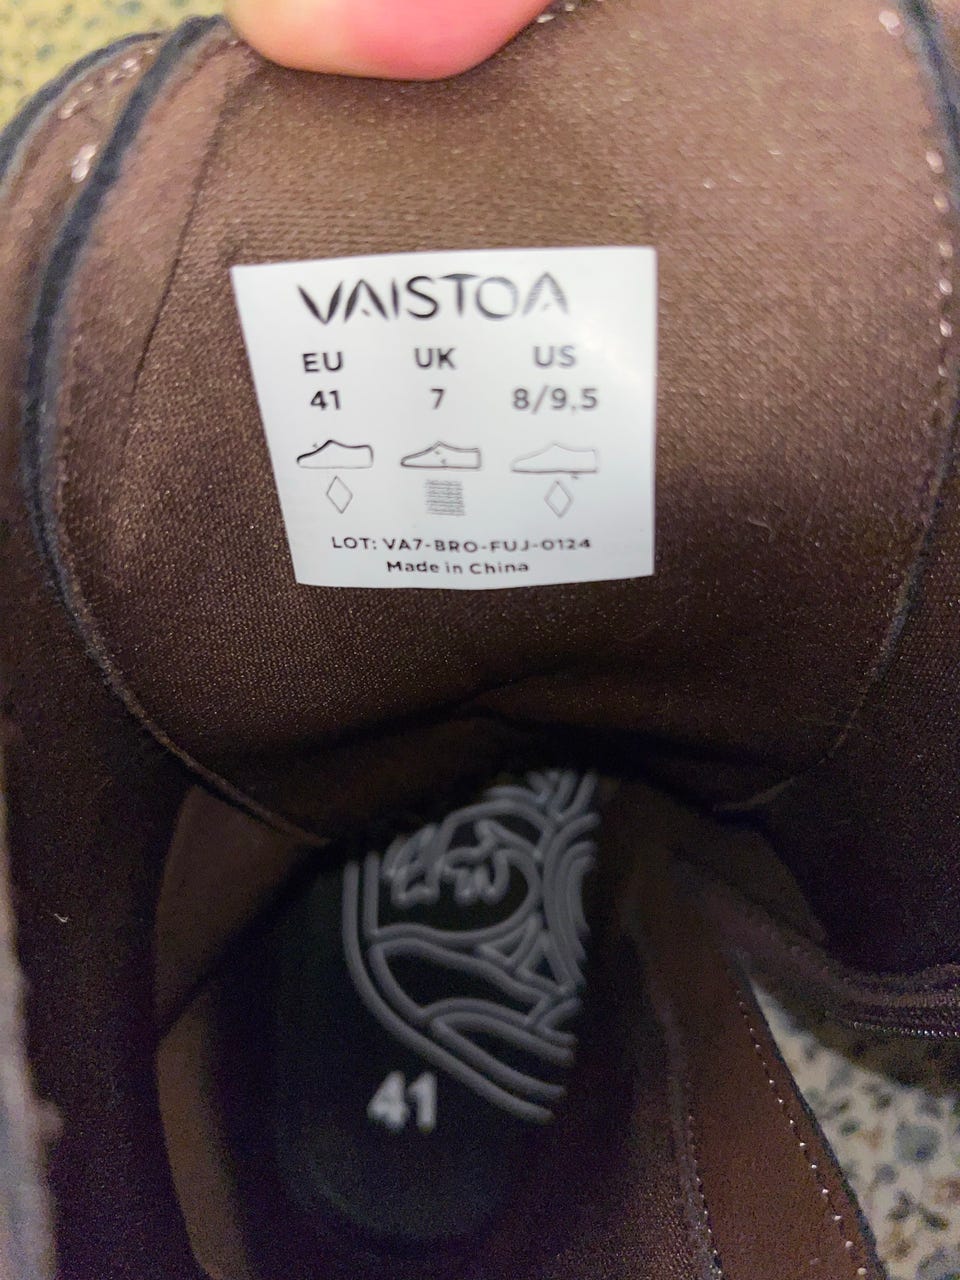 VAISTOA
EU UK US
41 7 8/9,5
LOT: VA7-BRO-FUJ-0124
Made in China
41